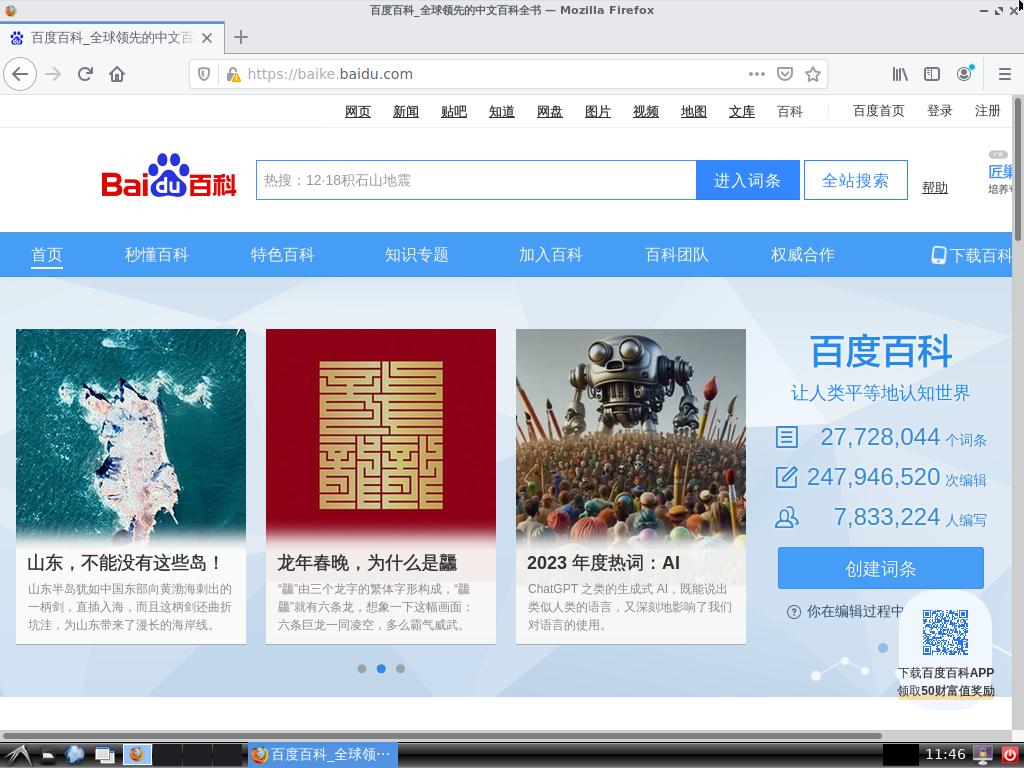 百度百科_全球领先的中文百科全书 — Mozilla Firefox
百度百科_全球领先的中文百
https://baike.baidu.com
网页 新闻 贴吧 知道 网盘 图片 视频 地图 文库 百科 百度首页 登录 注册
Bai du 百科
热搜：12·18积石山地震
进入词条
全站搜索
帮助
首页 秒懂百科 特色百科 知识专题 加入百科 百科团队 权威合作 下载百科
山东，不能没有这些岛！
山东半岛犹如中国东部向黄渤海刺出的
一柄剑，直插入海，而且这柄剑还曲折
坑洼，为山东带来了漫长的海岸线。
龙年春晚，为什么是龘
“龘”由三个龙字的繁体字形构成，“龘
龘”就有六条龙，想象一下这幅画面：
六条巨龙一同凌空，多么霸气威武。
2023 年度热词：AI
ChatGPT 之类的生成式 AI，既能说出
类似人类的语言，又深刻地影响了我们
对语言的使用。
百度百科
让人类平等地认知世界
27,728,044 个词条
247,946,520 次编辑
7,833,224 人编写
创建词条
你在编辑过程中
下载百度百科APP
领取50财富值奖励
百度百科_全球领…
11:46